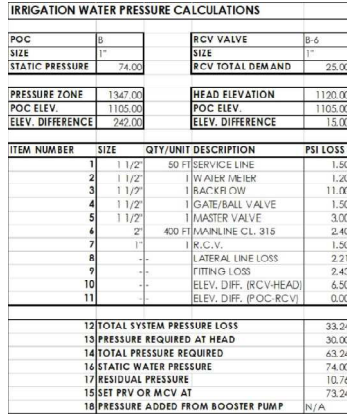 IRRIGATION WATER PRESSURE CALCULATIONS
POC B RCV VALVE B-6
SIZE 1" SIZE 1"
STATIC PRESSURE 74.00 RCV TOTAL DEMAND 25.00
PRESSURE ZONE 1347.00 HEAD ELEVATION 1120.00
POC ELEV. 1105.00 POC ELEV. 1105.00
ELEV. DIFFERENCE 242.00 ELEV. DIFFERENCE 15.00
ITEM NUMBER SIZE QTY/UNIT DESCRIPTION PSI LOSS
1 1 1/2" 50 FT SERVICE LINE 1.50
2 1 1/2" 1 WATER METER 1.20
3 1 1/2" 1 BACKFLOW 11.00
4 1 1/2" 1 GATE/BALL VALVE 1.50
5 1 1/2" 1 MASTER VALVE 3.00
6 2" 400 FT MAINLINE CL. 315 2.40
7 1" 1 R.C.V. 1.50
8 - - LATERAL LINE LOSS 2.21
9 - - FITTING LOSS 2.43
10 - - ELEV. DIFF. (RCV-HEAD) 6.50
11 - - ELEV. DIFF. (POC-RCV) 0.00
12 TOTAL SYSTEM PRESSURE LOSS 33.24
13 PRESSURE REQUIRED AT HEAD 30.00
14 TOTAL PRESSURE REQUIRED 63.24
16 STATIC WATER PRESSURE 74.00
17 RESIDUAL PRESSURE 10.76
15 SET PRV OR MCV AT 73.24
18 PRESSURE ADDED FROM BOOSTER PUMP N/A